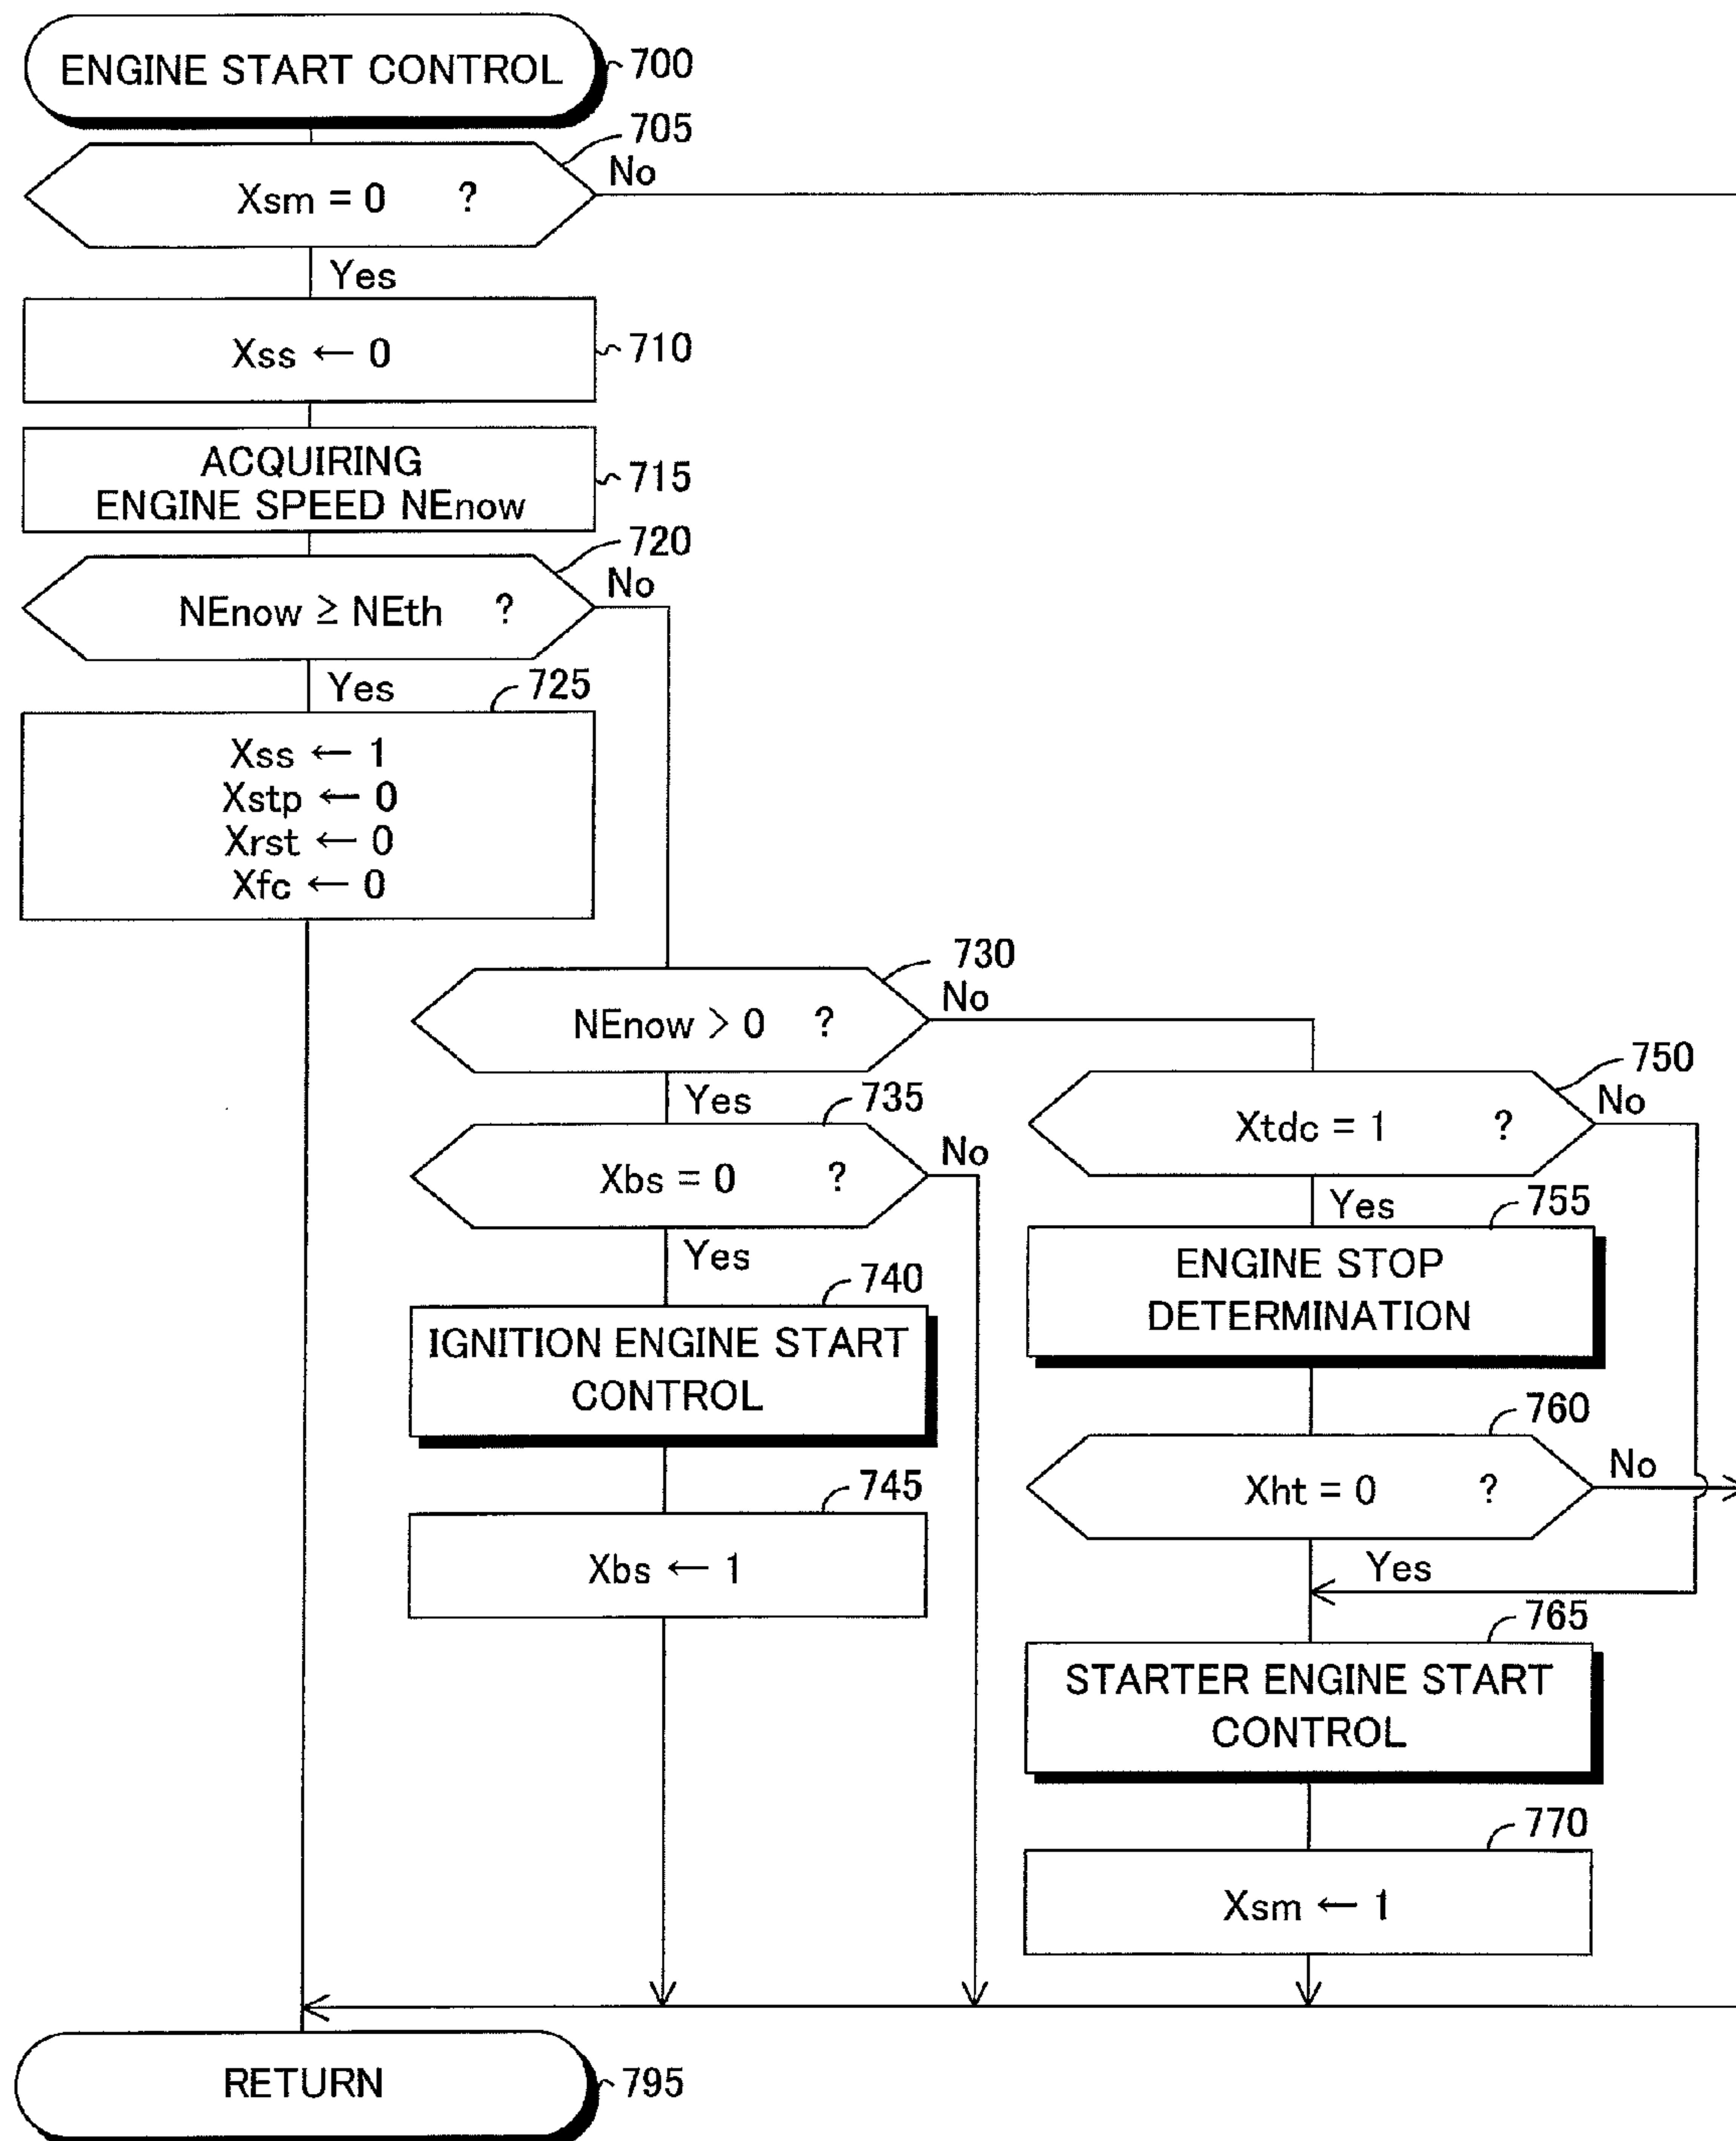 ENGINE START CONTROL
700
705
No
Xsm = 0 ?
Yes
Xss ← 0
710
ACQUIRING
ENGINE SPEED NEnow
715
720
No
NEnow ≥ NEth ?
Yes
725
Xss ← 1
Xstp ← 0
Xrst ← 0
Xfc ← 0
730
No
NEnow > 0 ?
Yes
735
No
Xbs = 0 ?
Yes
740
IGNITION ENGINE START
CONTROL
745
Xbs ← 1
750
No
Xtdc = 1 ?
Yes
755
ENGINE STOP
DETERMINATION
760
No
Xht = 0 ?
Yes
765
STARTER ENGINE START
CONTROL
770
Xsm ← 1
RETURN
795